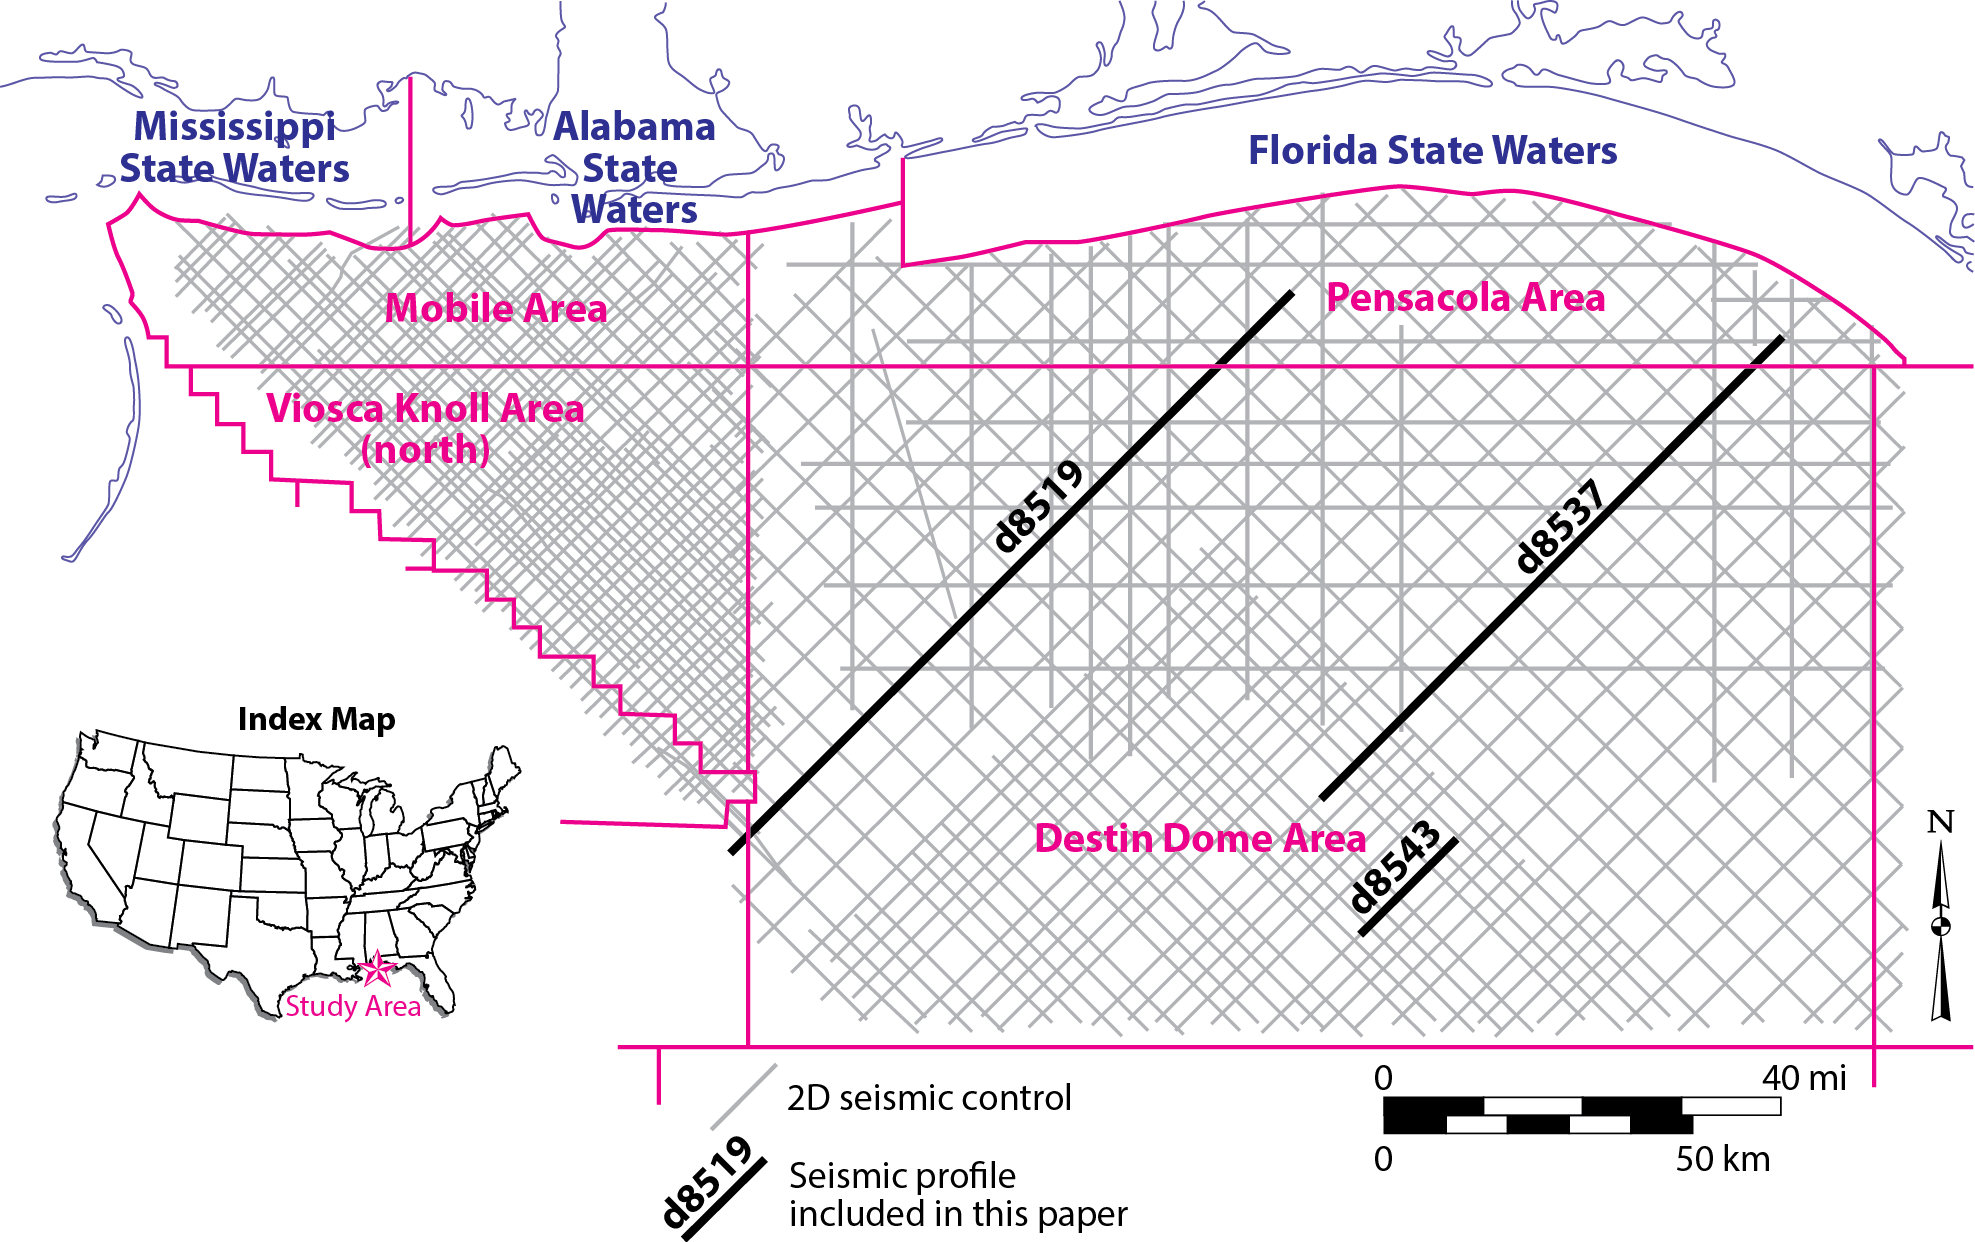 Mississippi
State Waters
Alabama
State
Waters
Florida State Waters
Mobile Area
Pensacola Area
Viosca Knoll Area
(north)
d8519
d8537
Destin Dome Area
d8543
Index Map
Study Area
N
2D seismic control
d8519
Seismic profile
included in this paper
0 40 mi
0 50 km